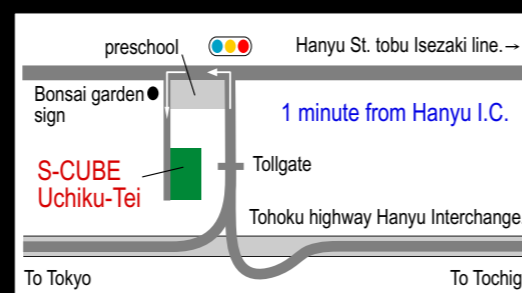 preschool
Hanyu St. tobu Isezaki line.→
Bonsai garden
sign
1 minute from Hanyu I.C.
S-CUBE
Uchiku-Tei
Tollgate
Tohoku highway Hanyu Interchange
To Tokyo
To Tochig